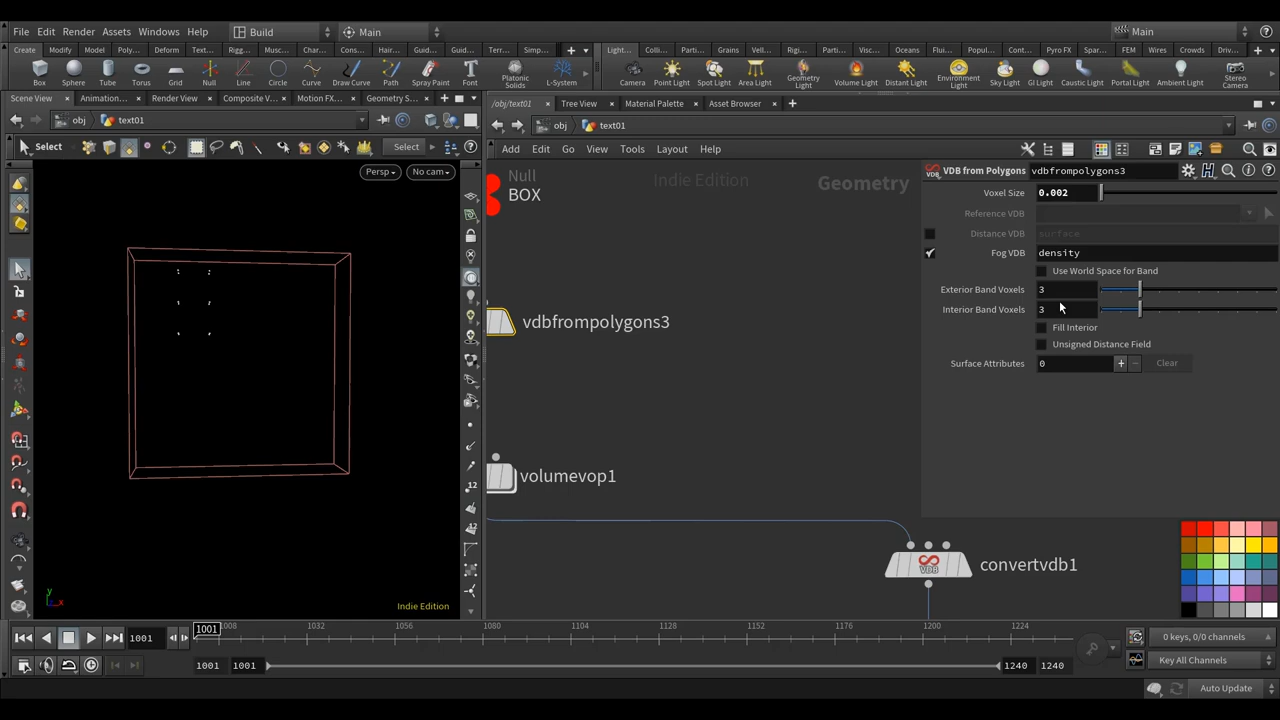 File Edit Render Assets Windows Help Build Main Main
Create Modify Model Poly... Deform Text... Rigg... Musc... Char... Cons... Hair... Guid... Guid... Terr... Simp... Light... Colli... Parti... Grains Vell... Rigi... Parti... Visc... Oceans Flui... Popul... Cont... Pyro FX Spar... FEM Wires Crowds Driv...
Box Sphere Tube Torus Grid Null Line Circle Curve Draw Curve Path Spray Paint Font Platonic Solids L-System Camera Point Light Spot Light Area Light Geometry Light Volume Light Distant Light Environment Light Sky Light GI Light Caustic Light Portal Light Ambient Light Stereo Camera
Scene View Animation... Render View Composite V... Motion FX... Geometry S... /obj/text01 Tree View Material Palette Asset Browser
obj text01 obj text01
Select Select Add Edit Go View Tools Layout Help
Persp No cam
Null
BOX
Indie Edition
Geometry
VDB from Polygons vdbfrompolygons3
Voxel Size 0.002
Reference VDB
Distance VDB surface
Fog VDB density
Use World Space for Band
Exterior Band Voxels 3
Interior Band Voxels 3
Fill Interior
Unsigned Distance Field
Surface Attributes 0 + − Clear
vdbfrompolygons3
volumevop1
VDB
convertvdb1
12
12
y
x
Indie Edition
1001 1001 1008 1032 1056 1080 1104 1128 1152 1176 1200 1224
0 keys, 0/0 channels
1001 1001 1240 1240
Key All Channels
Auto Update